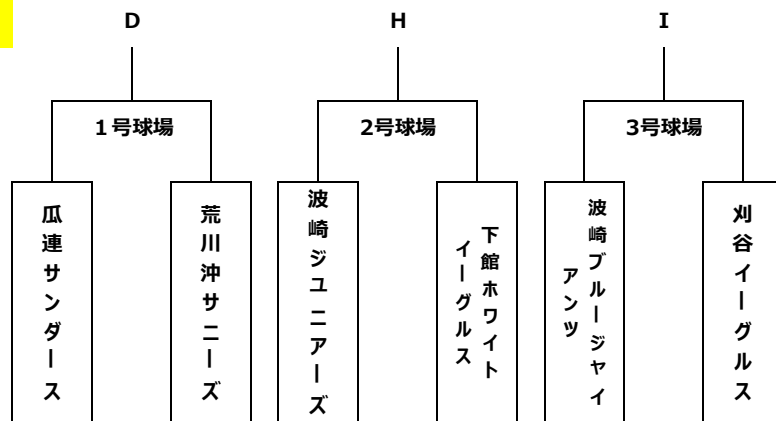 D
H
I
1号球場
2号球場
3号球場
瓜連サンダース
荒川沖サニーズ
波崎ジユニアーズ
下館ホワイト
イーグルス
波崎ブルージヤイ
アンツ
刈谷イーグルス